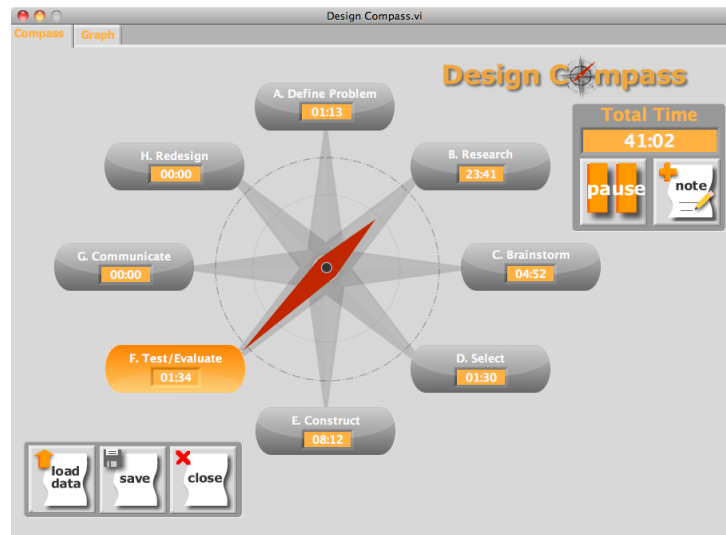 Design Compass.vi
Compass
Graph
Design Compass
A. Define Problem
01:13
Total Time
41:02
pause
note
H. Redesign
00:00
B. Research
23:41
G. Communicate
00:00
C. Brainstorm
04:52
F. Test/Evaluate
01:34
D. Select
01:30
E. Construct
08:12
load
data
save
close